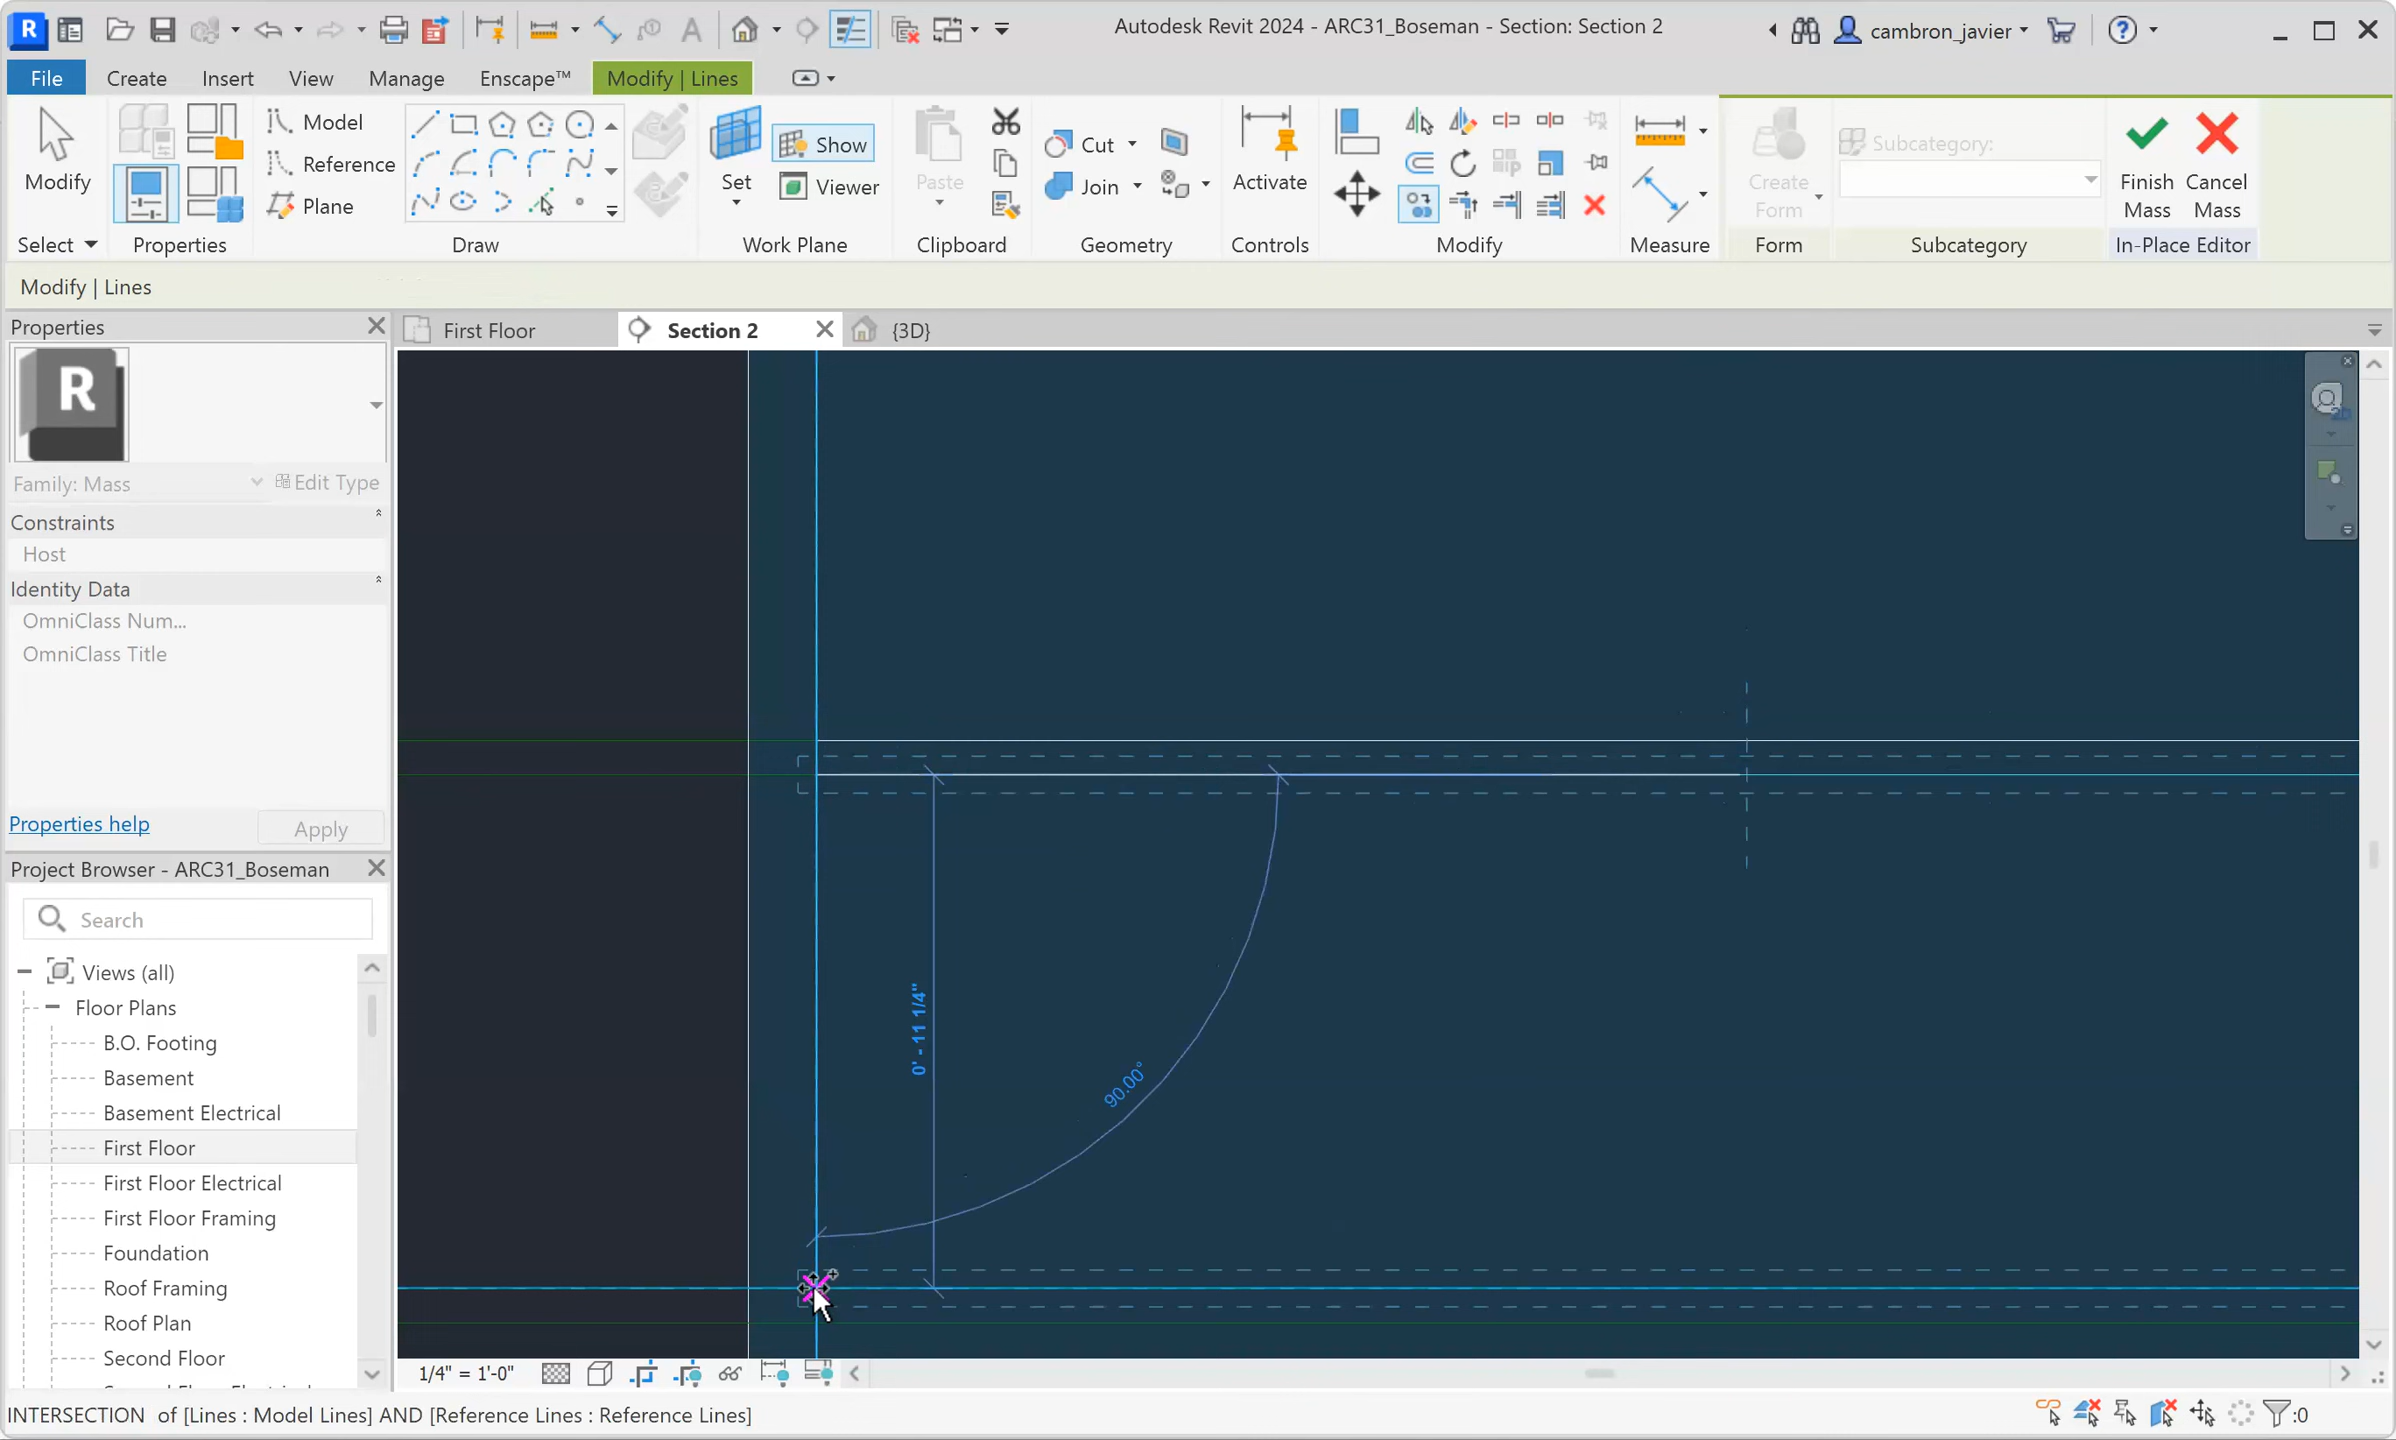 R
Autodesk Revit 2024 - ARC31_Boseman - Section: Section 2
cambron_javier
File
Create
Insert
View
Manage
Enscape™
Modify | Lines
Modify
Model
Reference
Plane
Set
Show
Viewer
Paste
Cut
Join
Activate
Create
Form
Subcategory:
Finish
Mass
Cancel
Mass
Select
Properties
Draw
Work Plane
Clipboard
Geometry
Controls
Modify
Measure
Form
Subcategory
In-Place Editor
Modify | Lines
Properties
First Floor
Section 2
{3D}
R
Family: Mass
Edit Type
Constraints
Host
Identity Data
OmniClass Num...
OmniClass Title
Properties help
Apply
Project Browser - ARC31_Boseman
Search
Views (all)
Floor Plans
B.O. Footing
Basement
Basement Electrical
First Floor
First Floor Electrical
First Floor Framing
Foundation
Roof Framing
Roof Plan
Second Floor
0' - 11 1/4"
90.00°
2D
1/4" = 1'-0"
INTERSECTION of [Lines : Model Lines] AND [Reference Lines : Reference Lines]
:0